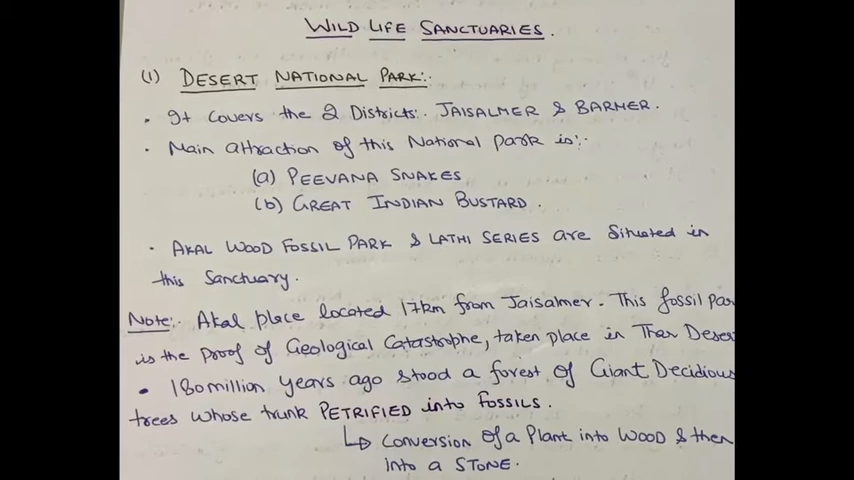 WILD LIFE SANCTUARIES.
(1) DESERT NATIONAL PARK:.
• It covers the 2 Districts: JAISALMER & BARMER.
• Main attraction of this National park is:-
(a) PEEVANA SNAKES
(b) GREAT INDIAN BUSTARD.
• AKAL WOOD FOSSIL PARK & LATHI SERIES are Situated in
this Sanctuary.
Note:. Akal place located 17km from Jaisalmer. This fossil Par
is the proof of Geological Catastrophe, taken place in Thar Deser
• 180 million years ago stood a forest of Giant Decidious
trees whose trunk PETRIFIED into FOSSILS.
↳ Conversion of a Plant into WOOD & then
into a STONE.